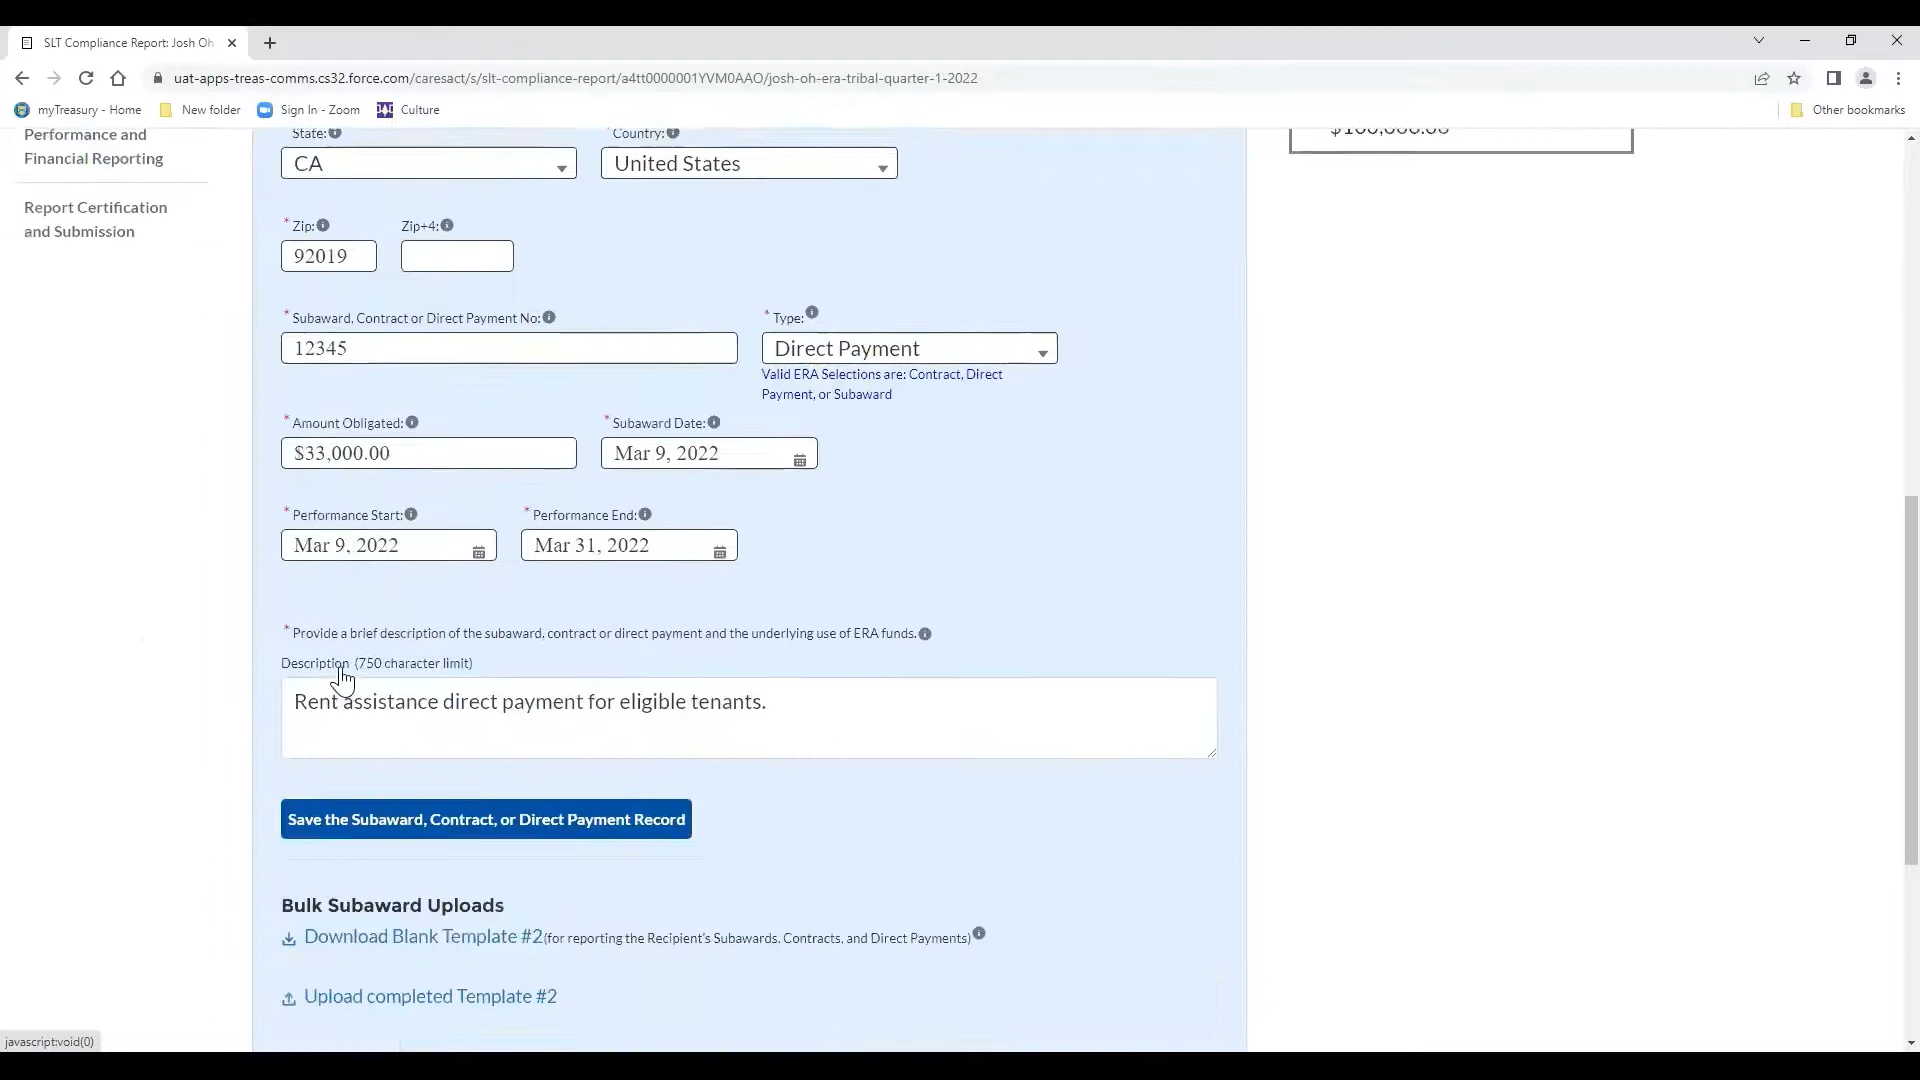 SLT Compliance Report: Josh Oh
uat-apps-treas-comms.cs32.force.com/caresact/s/slt-compliance-report/a4tt0000001YVM0AAO/josh-oh-era-tribal-quarter-1-2022
myTreasury - Home
New folder
Sign In - Zoom
Culture
Other bookmarks
Performance and
Financial Reporting
Report Certification
and Submission
State:
* Country:
CA
United States
$100,000.00
* Zip:
Zip+4:
92019
* Subaward, Contract or Direct Payment No:
* Type:
12345
Direct Payment
Valid ERA Selections are: Contract, Direct
Payment, or Subaward
* Amount Obligated:
* Subaward Date:
$33,000.00
Mar 9, 2022
* Performance Start:
* Performance End:
Mar 9, 2022
Mar 31, 2022
* Provide a brief description of the subaward, contract or direct payment and the underlying use of ERA funds.
Description (750 character limit)
Rent assistance direct payment for eligible tenants.
Save the Subaward, Contract, or Direct Payment Record
Bulk Subaward Uploads
Download Blank Template #2(for reporting the Recipient's Subawards, Contracts, and Direct Payments)
Upload completed Template #2
javascript:void(0)